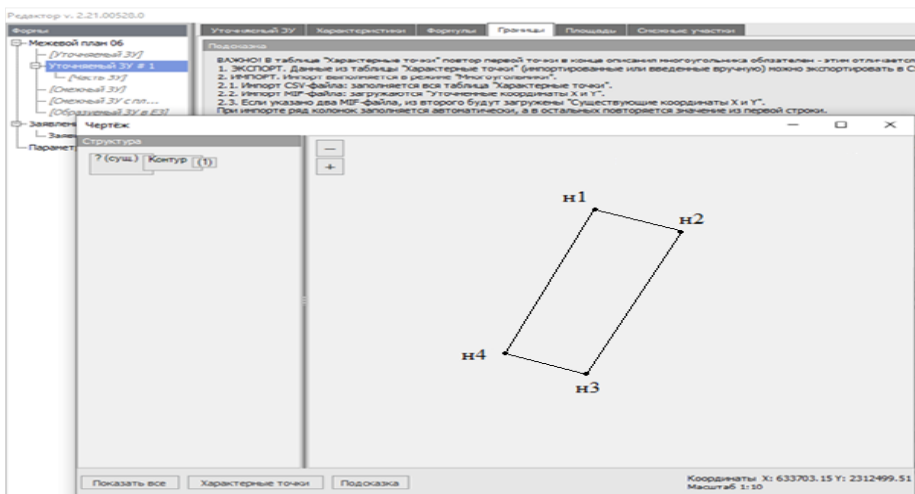 Редактор v. 2.21.00528.0
Формы
Межевой план 06
[Уточняемый ЗУ]
Уточняемый ЗУ # 1
[Часть ЗУ]
[Смежный ЗУ]
[Смежный ЗУ с пл...
[Образуемый ЗУ в ЕЗ]
Заявлен
Заяв
Парамет
Уточняемый ЗУ Характеристики Формулы Границы Площади Смежные участки
Подсказка
ВАЖНО! В таблице "Характерные точки" повтор первой точки в конце описания многоугольника обязателен - этим отличается
1. ЭКСПОРТ. Данные из таблицы "Характерные точки" (импортированные или введенные вручную) можно экспортировать в C
2. ИМПОРТ. Импорт выполняется в режиме "Многоугольники".
2.1. Импорт CSV-файла: заполняется вся таблица "Характерные точки".
2.2. Импорт MIF-файла: загружаются "Уточненные координаты X и Y".
2.3. Если указано два MIF-файла, из второго будут загружены "Существующие координаты X и Y".
При импорте ряд колонок заполняется автоматически, а в остальных повторяется значение из первой строки.
Чертёж
Структура
? (сущ.) Контур (1)
н1
н2
н4
н3
Показать все Характерные точки Подсказка
Координаты X: 633703.15 Y: 2312499.51
Масштаб 1:10